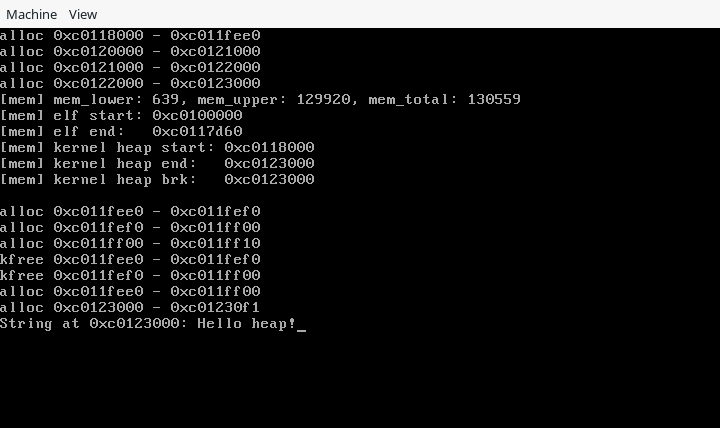 Machine View
alloc 0xc0118000 - 0xc011fee0
alloc 0xc0120000 - 0xc0121000
alloc 0xc0121000 - 0xc0122000
alloc 0xc0122000 - 0xc0123000
[mem] mem_lower: 639, mem_upper: 129920, mem_total: 130559
[mem] elf start: 0xc0100000
[mem] elf end:   0xc0117d60
[mem] kernel heap start: 0xc0118000
[mem] kernel heap end:   0xc0123000
[mem] kernel heap brk:   0xc0123000
alloc 0xc011fee0 - 0xc011fef0
alloc 0xc011fef0 - 0xc011ff00
alloc 0xc011ff00 - 0xc011ff10
kfree 0xc011fee0 - 0xc011fef0
kfree 0xc011fef0 - 0xc011ff00
alloc 0xc011fee0 - 0xc011ff00
alloc 0xc0123000 - 0xc01230f1
String at 0xc0123000: Hello heap!_